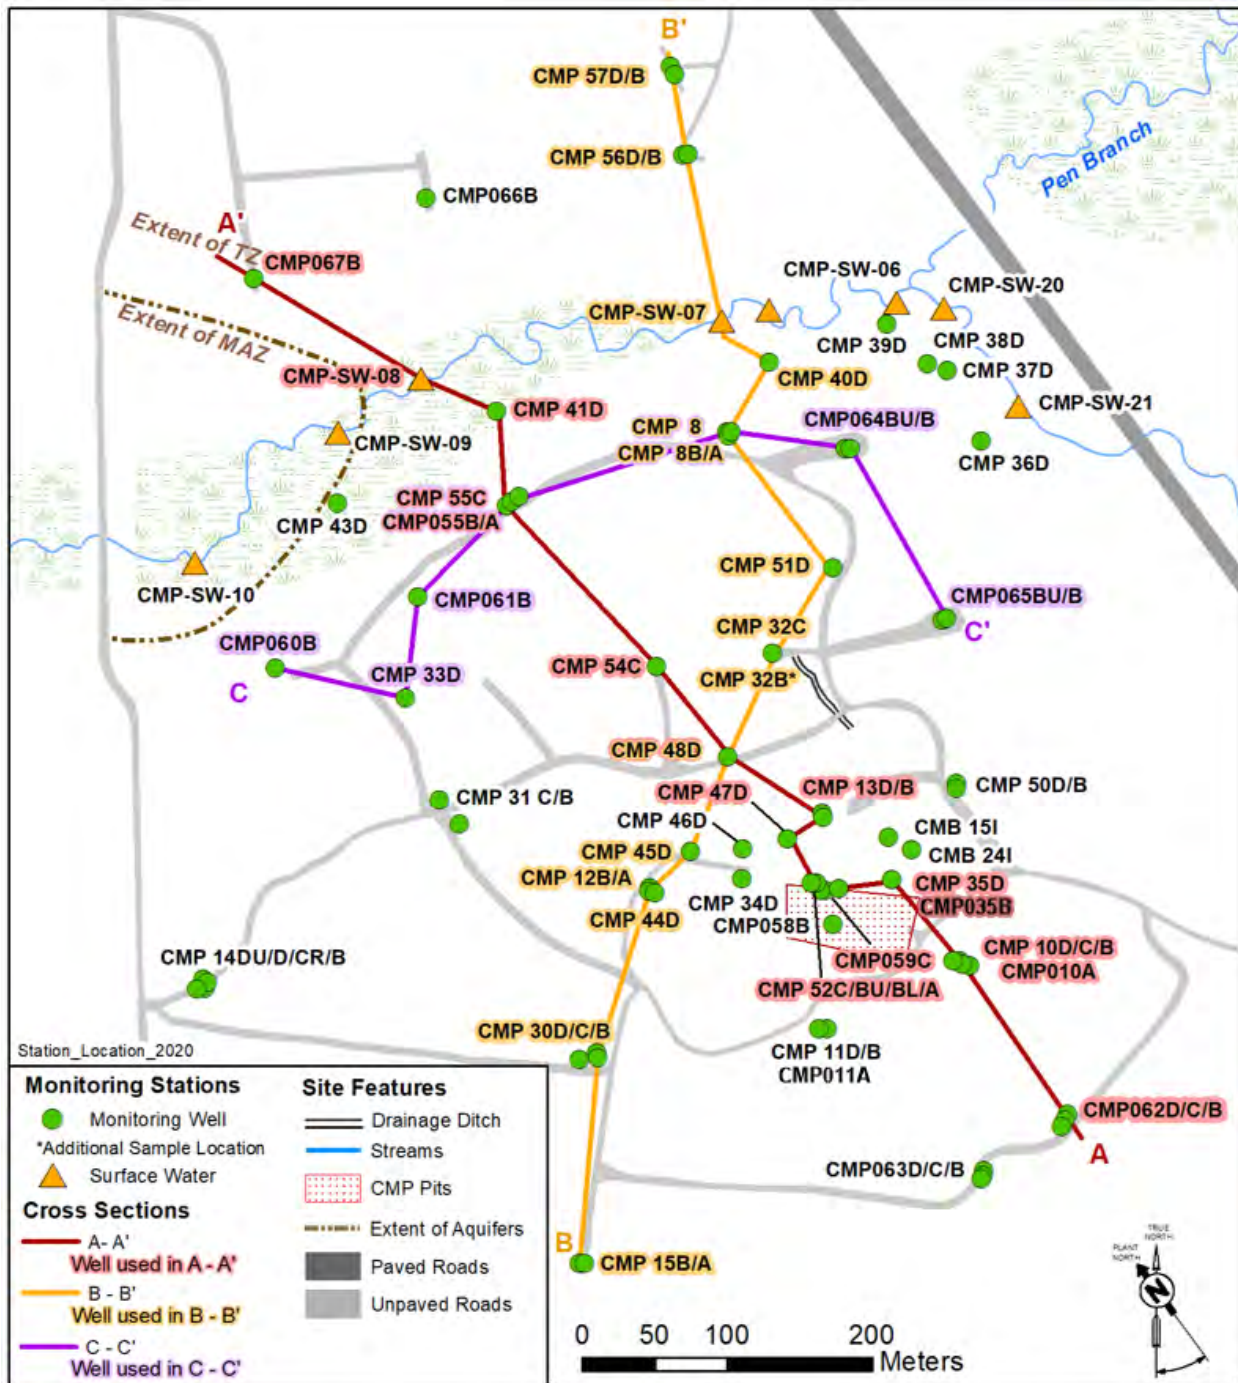 B'
CMP 57D/B
CMP 56D/B
Pen Branch
CMP066B
A'
Extent of TZ
CMP067B
CMP-SW-06
CMP-SW-20
Extent of MAZ
CMP-SW-07
CMP 39D
CMP 38D
CMP-SW-08
CMP 40D
CMP 37D
CMP 41D
CMP-SW-21
CMP 8
CMP064BU/B
CMP-SW-09
CMP 8B/A
CMP 36D
CMP 55C
CMP055B/A
CMP 43D
CMP 51D
CMP-SW-10
CMP061B
CMP065BU/B
CMP060B
CMP 32C
C'
CMP 33D
CMP 54C
CMP 32B*
C
CMP 48D
CMP 47D
CMP 13D/B
CMP 50D/B
CMP 31 C/B
CMP 46D
CMB 15I
CMP 45D
CMB 24I
CMP 12B/A
CMP 34D
CMP 35D
CMP 44D
CMP058B
CMP035B
CMP 14DU/D/CR/B
CMP059C
CMP 10D/C/B
CMP010A
CMP 52C/BU/BL/A
CMP 30D/C/B
CMP 11D/B
CMP011A
CMP062D/C/B
A
CMP063D/C/B
B
CMP 15B/A
Station_Location_2020
Monitoring Stations
Monitoring Well
*Additional Sample Location
Surface Water
Cross Sections
A- A'
Well used in A - A'
B - B'
Well used in B - B'
C - C'
Well used in C - C'
Site Features
Drainage Ditch
Streams
CMP Pits
Extent of Aquifers
Paved Roads
Unpaved Roads
0 50 100 200
Meters
TRUE
NORTH
PLANT
NORTH
N